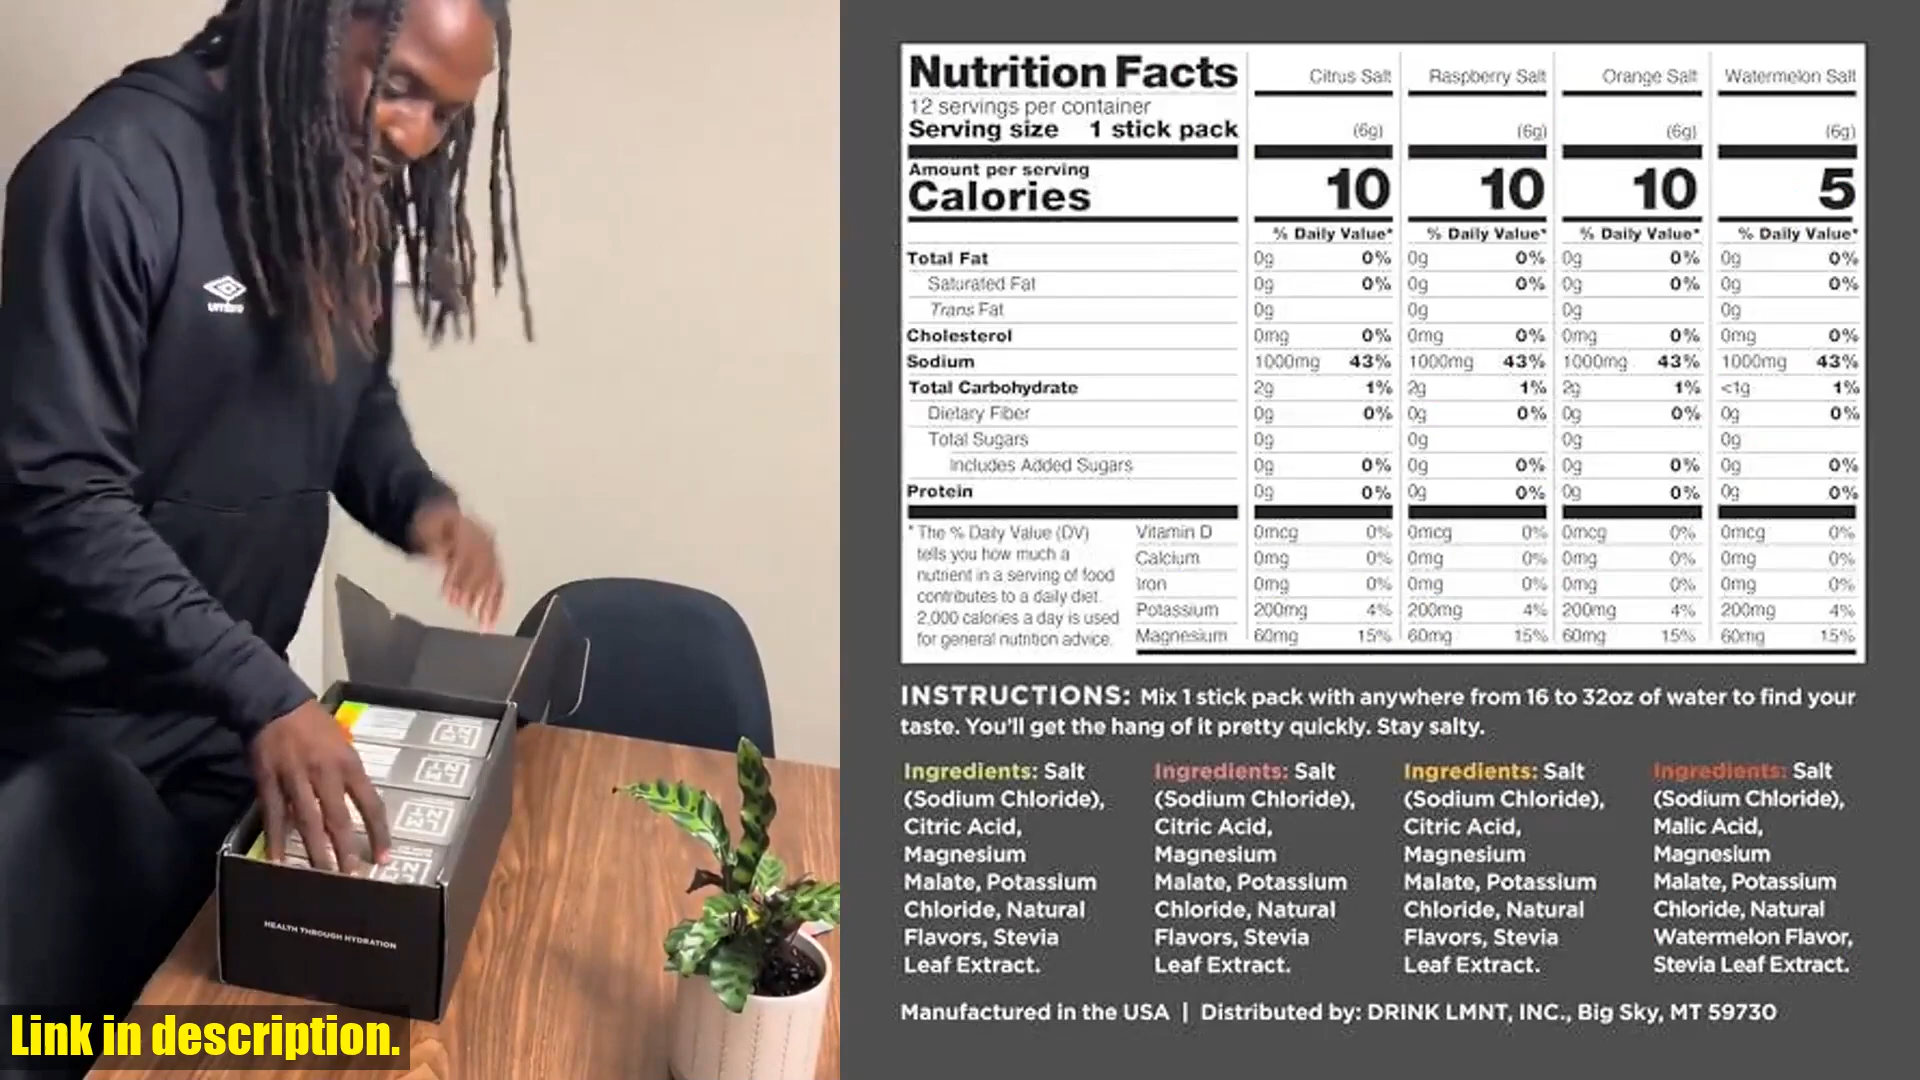 umbro
HEALTH THROUGH HYDRATION
Link in description.
Nutrition Facts
12 servings per container
Serving size 1 stick pack
Citrus Salt Raspberry Salt Orange Salt Watermelon Salt
(6g) (6g) (6g) (6g)
Amount per serving
Calories 10 10 10 5
% Daily Value* % Daily Value* % Daily Value* % Daily Value*
Total Fat 0g 0% 0g 0% 0g 0% 0g 0%
Saturated Fat 0g 0% 0g 0% 0g 0% 0g 0%
Trans Fat 0g 0g 0g 0g
Cholesterol 0mg 0% 0mg 0% 0mg 0% 0mg 0%
Sodium 1000mg 43% 1000mg 43% 1000mg 43% 1000mg 43%
Total Carbohydrate 2g 1% 2g 1% 2g 1% <1g 1%
Dietary Fiber 0g 0% 0g 0% 0g 0% 0g 0%
Total Sugars 0g 0g 0g 0g
Includes Added Sugars 0g 0% 0g 0% 0g 0% 0g 0%
Protein 0g 0% 0g 0% 0g 0% 0g 0%
* The % Daily Value (DV)
tells you how much a
nutrient in a serving of food
contributes to a daily diet.
2,000 calories a day is used
for general nutrition advice.
Vitamin D 0mcg 0% 0mcg 0% 0mcg 0% 0mcg 0%
Calcium 0mg 0% 0mg 0% 0mg 0% 0mg 0%
Iron 0mg 0% 0mg 0% 0mg 0% 0mg 0%
Potassium 200mg 4% 200mg 4% 200mg 4% 200mg 4%
Magnesium 60mg 15% 60mg 15% 60mg 15% 60mg 15%
INSTRUCTIONS: Mix 1 stick pack with anywhere from 16 to 32oz of water to find your
taste. You'll get the hang of it pretty quickly. Stay salty.
Ingredients: Salt
(Sodium Chloride),
Citric Acid,
Magnesium
Malate, Potassium
Chloride, Natural
Flavors, Stevia
Leaf Extract.
Ingredients: Salt
(Sodium Chloride),
Citric Acid,
Magnesium
Malate, Potassium
Chloride, Natural
Flavors, Stevia
Leaf Extract.
Ingredients: Salt
(Sodium Chloride),
Citric Acid,
Magnesium
Malate, Potassium
Chloride, Natural
Flavors, Stevia
Leaf Extract.
Ingredients: Salt
(Sodium Chloride),
Malic Acid,
Magnesium
Malate, Potassium
Chloride, Natural
Watermelon Flavor,
Stevia Leaf Extract.
Manufactured in the USA | Distributed by: DRINK LMNT, INC., Big Sky, MT 59730